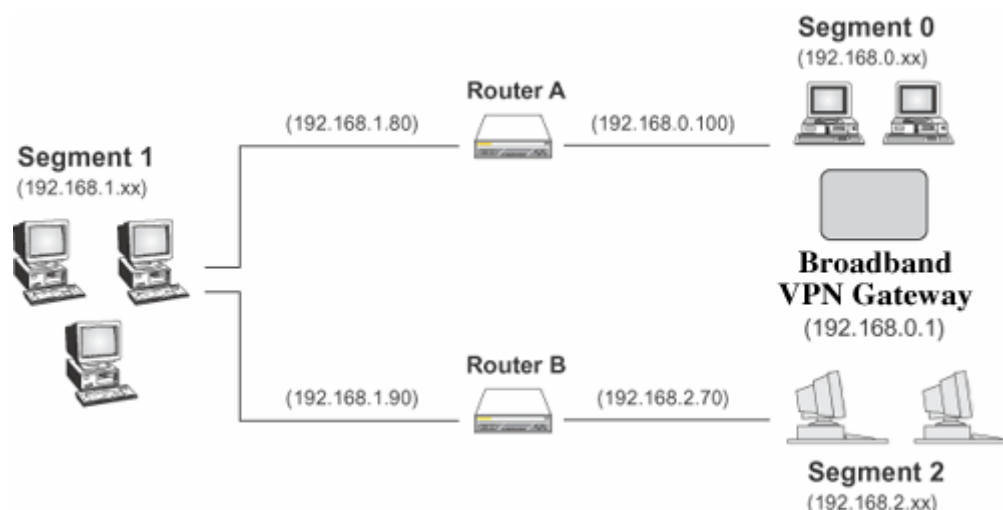 Segment 0
(192.168.0.xx)
Router A
(192.168.1.80)
(192.168.0.100)
Segment 1
(192.168.1.xx)
Broadband
VPN Gateway
(192.168.0.1)
Router B
(192.168.1.90)
(192.168.2.70)
Segment 2
(192.168.2.xx)